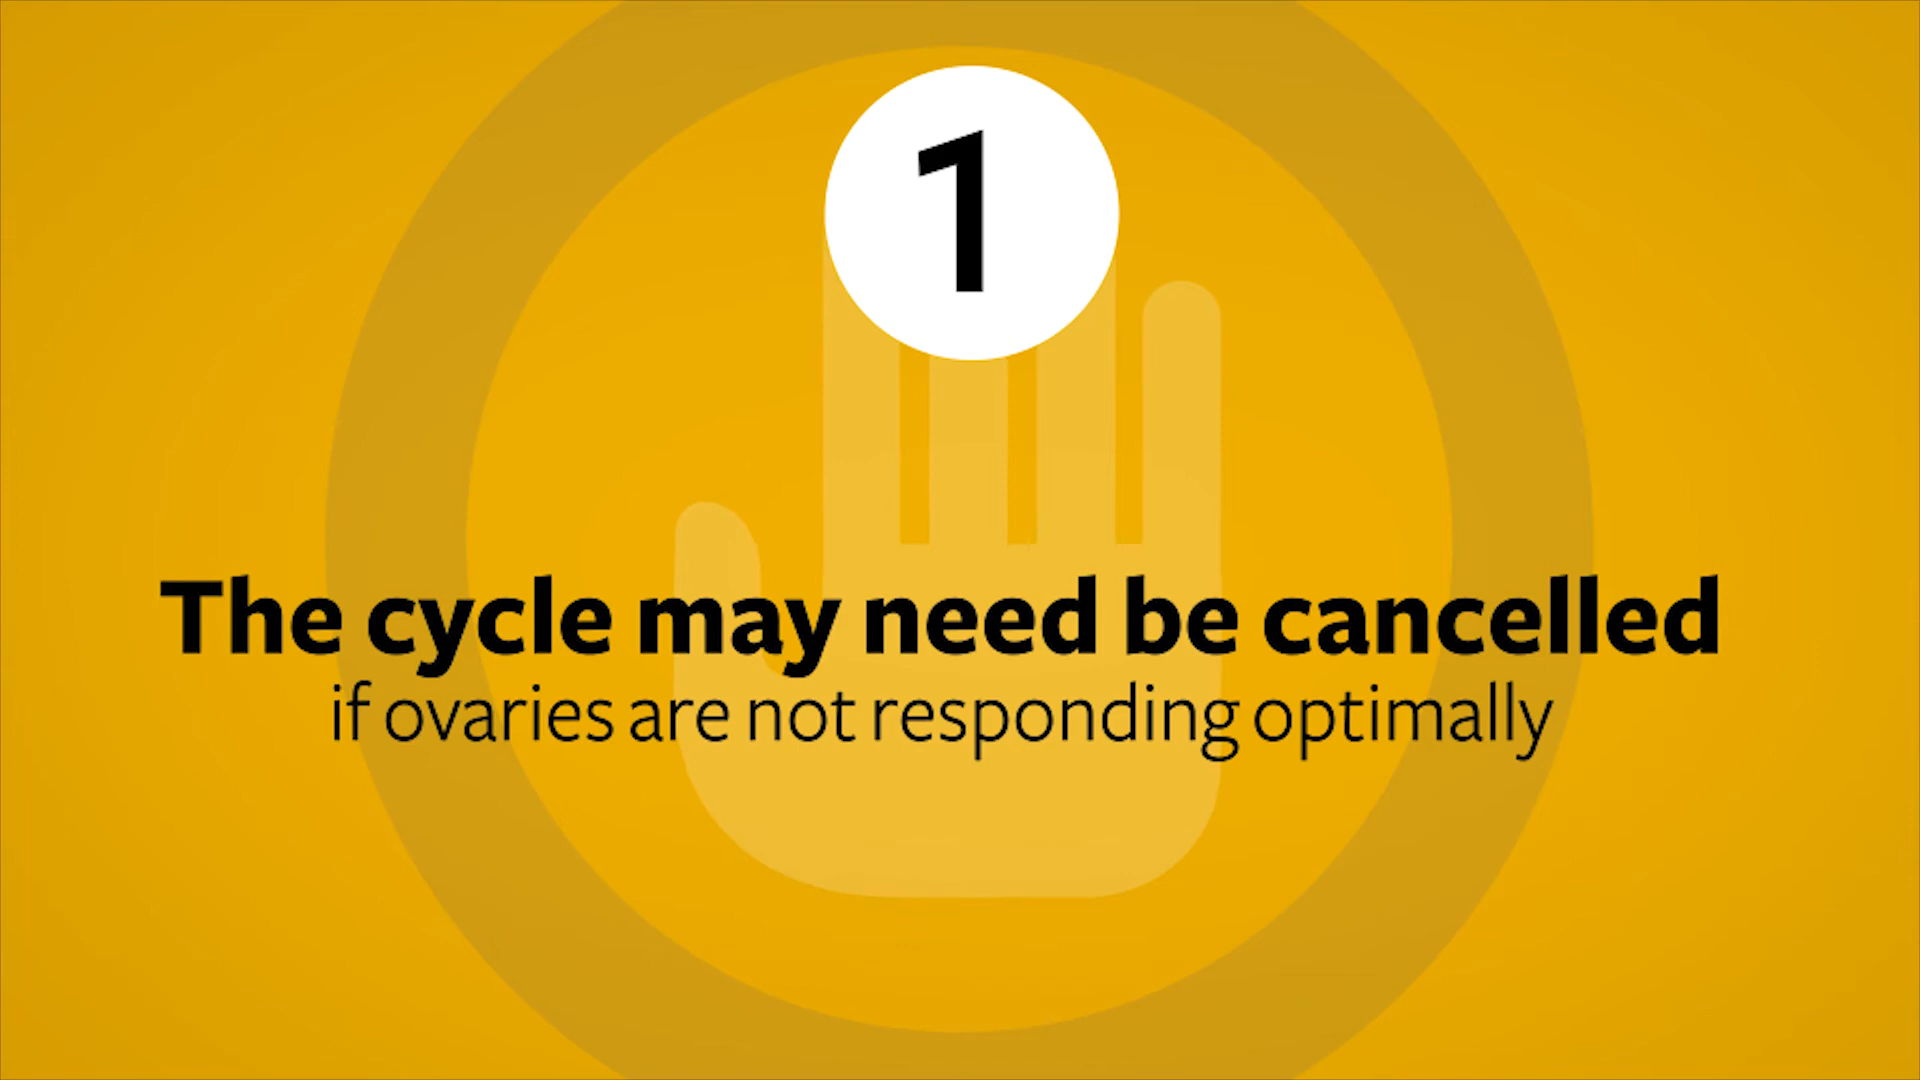 1
The cycle may need be cancelled
if ovaries are not responding optimally